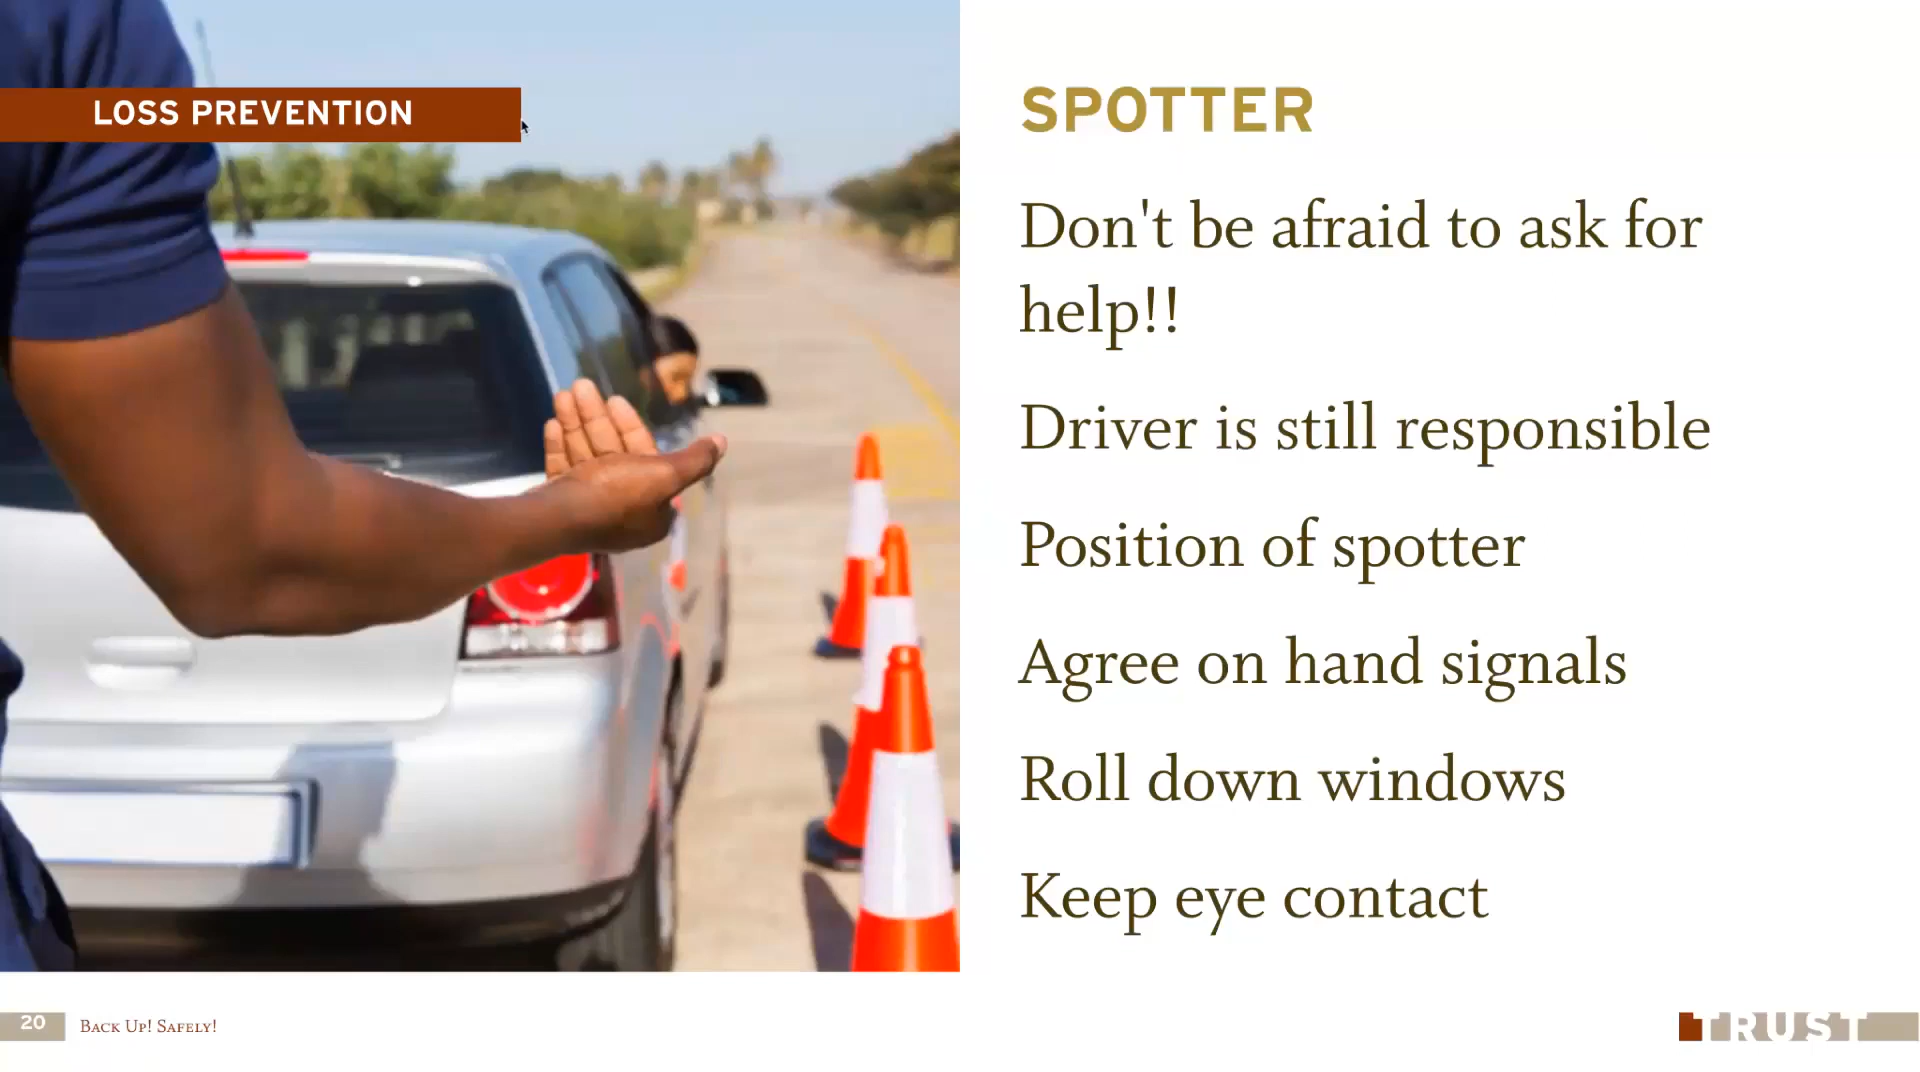 LOSS PREVENTION
SPOTTER
Don't be afraid to ask for
help!!
Driver is still responsible
Position of spotter
Agree on hand signals
Roll down windows
Keep eye contact
20 BACK UP! SAFELY!
TRUST